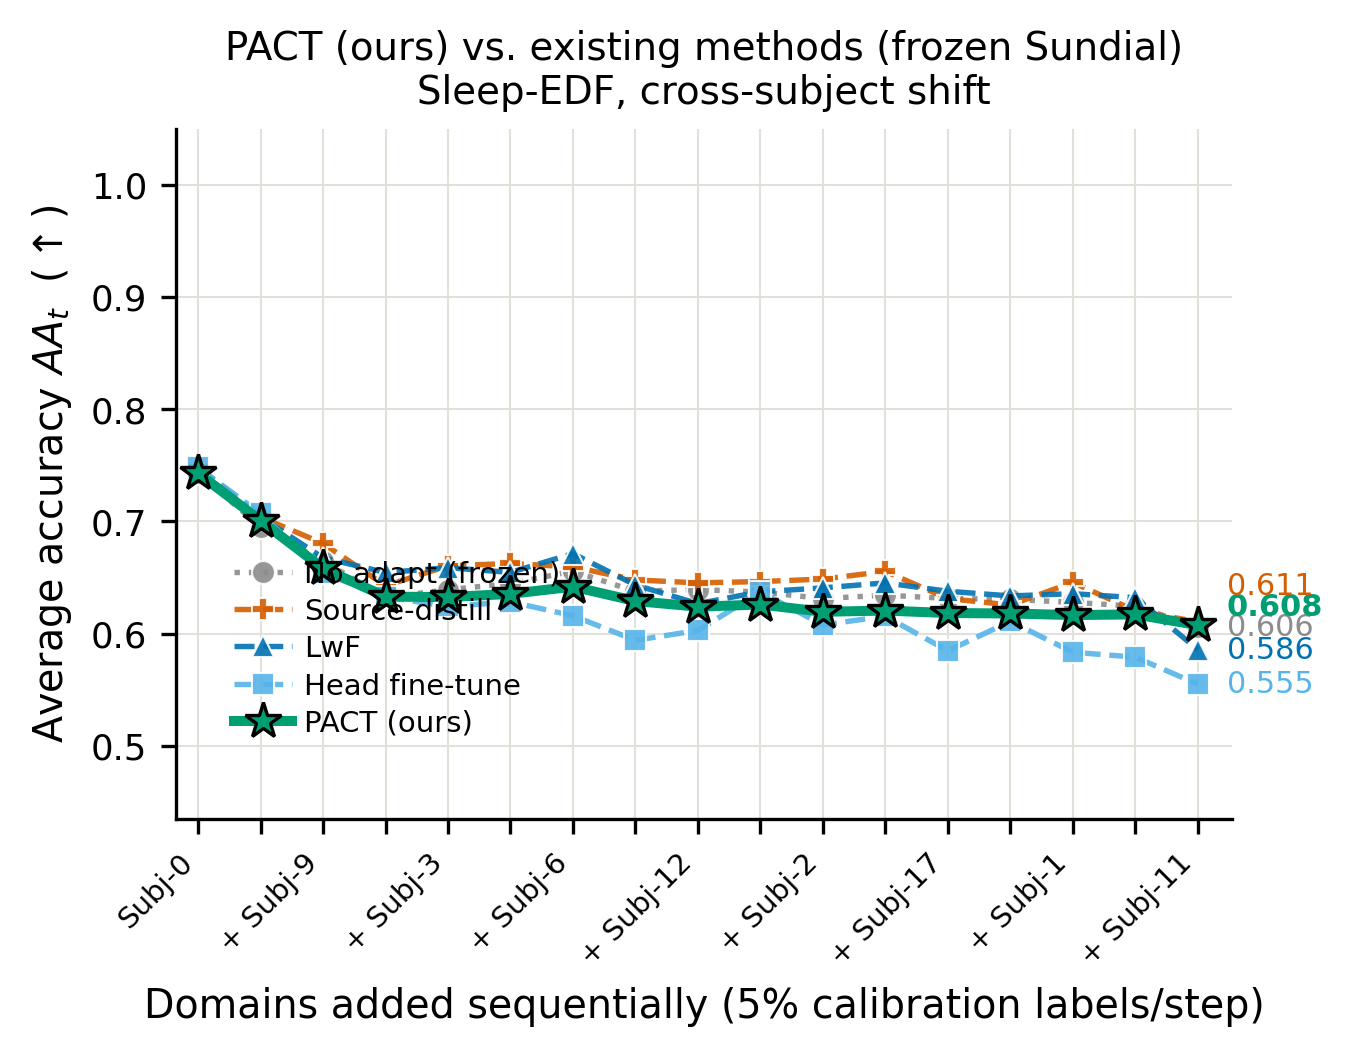 PACT (ours) vs. existing methods (frozen Sundial)
Sleep-EDF, cross-subject shift
Average accuracy AA_t (↑)
1.0
0.9
0.8
0.7
0.6
0.5
No adapt (frozen)
Source-distill
LwF
Head fine-tune
PACT (ours)
0.611
0.608
0.606
0.586
0.555
Subj-0
+ Subj-9
+ Subj-3
+ Subj-6
+ Subj-12
+ Subj-2
+ Subj-17
+ Subj-1
+ Subj-11
Domains added sequentially (5% calibration labels/step)